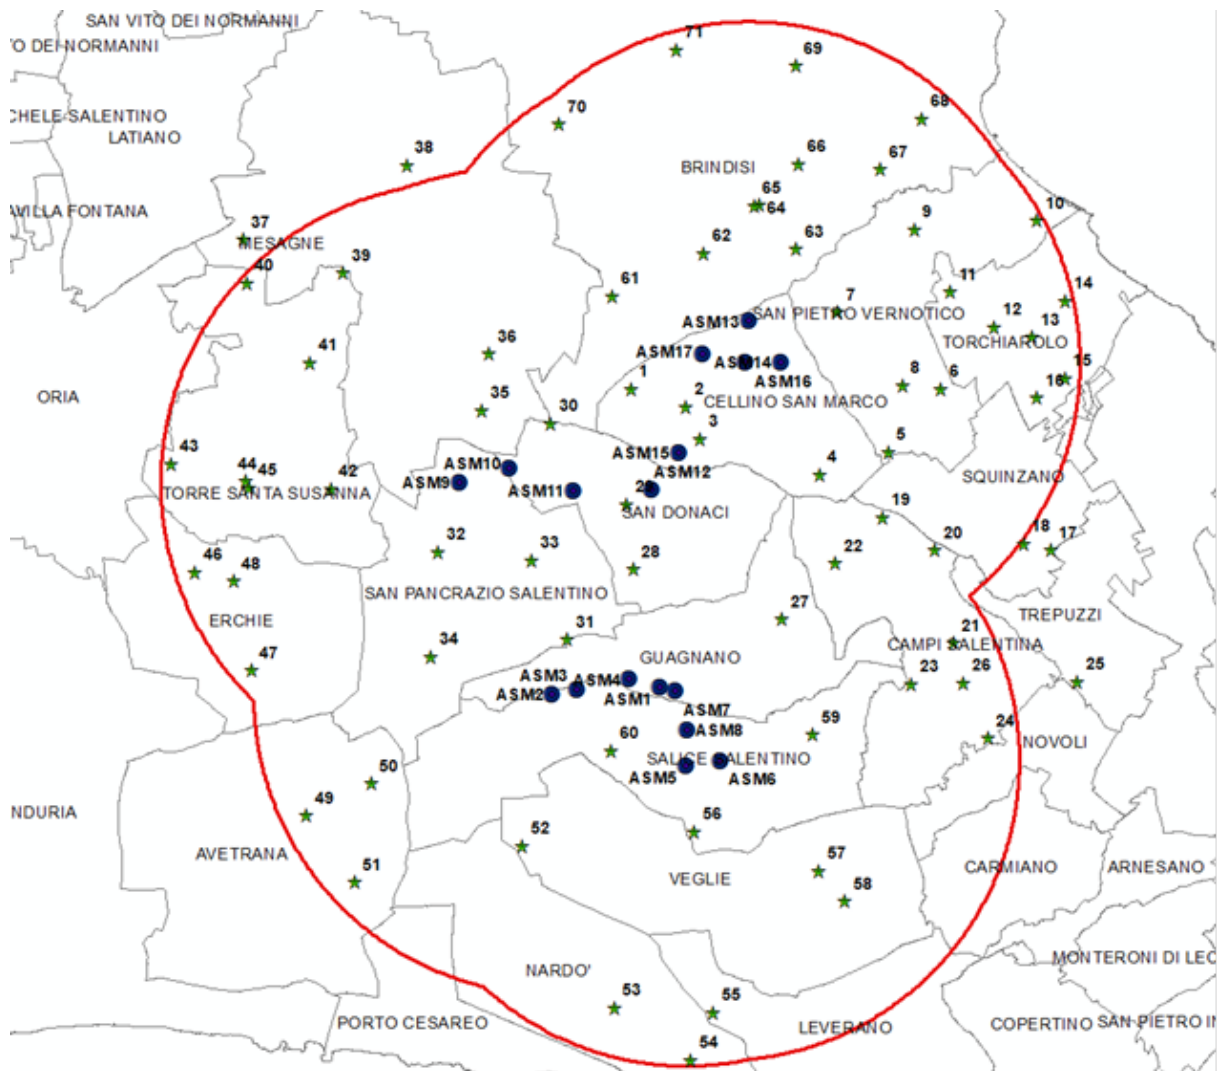 SAN VITO DEI NORMANNI
TO DEI NORMANNI
71
69
70
68
CHELE SALENTINO
LATIANO
38
BRINDISI
66
67
65
64
AVILLA FONTANA
37
MESAGNE
9
10
62
63
39
40
61
11
14
7
SAN PIETRO VERNOTICO
12
13
TORCHIAROLO
ASM13
ASM17
ASM14
ASM16
36
41
1
8
6
15
16
ORIA
35
2
CELLINO SAN MARCO
30
3
5
43
44
45
42
TORRE SANTA SUSANNA
ASM10
ASM9
ASM11
ASM15
ASM12
4
SQUINZANO
29
SAN DONACI
19
20
18
17
32
33
28
22
46
48
SAN PANCRAZIO SALENTINO
ERCHIE
27
TREPUZZI
31
21
CAMPI SALENTINA
34
GUAGNANO
47
ASM3
ASM4
ASM2
ASM1
23
26
25
ASM7
ASM8
59
60
SALICE SALENTINO
ASM5
ASM6
24
NOVOLI
50
49
NDURIA
56
52
AVETRANA
51
VEGLIE
57
58
CARMIANO
ARNESANO
MONTERONI DI LEC
NARDO'
53
55
PORTO CESAREO
LEVERANO
COPERTINO
SAN PIETRO IN
54